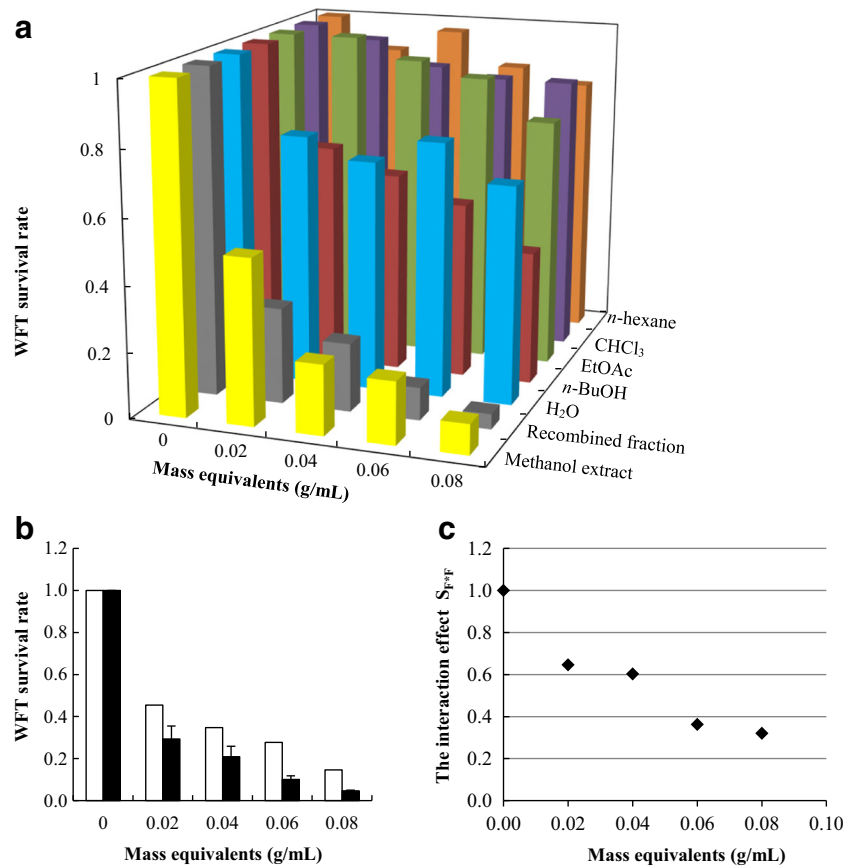 a
1
0.8
0.6
0.4
0.2
0
WFT survival rate
0
0.02
0.04
0.06
0.08
Mass equivalents (g/mL)
n-hexane
CHCl₃
EtOAc
n-BuOH
H₂O
Recombined fraction
Methanol extract
b
1.2
1.0
0.8
0.6
0.4
0.2
0.0
WFT survival rate
0 0.02 0.04 0.06 0.08
Mass equivalents (g/mL)
c
1.2
1.0
0.8
0.6
0.4
0.2
0.0
The interaction effect S_F*F
0.00 0.02 0.04 0.06 0.08 0.10
Mass equivalents (g/mL)